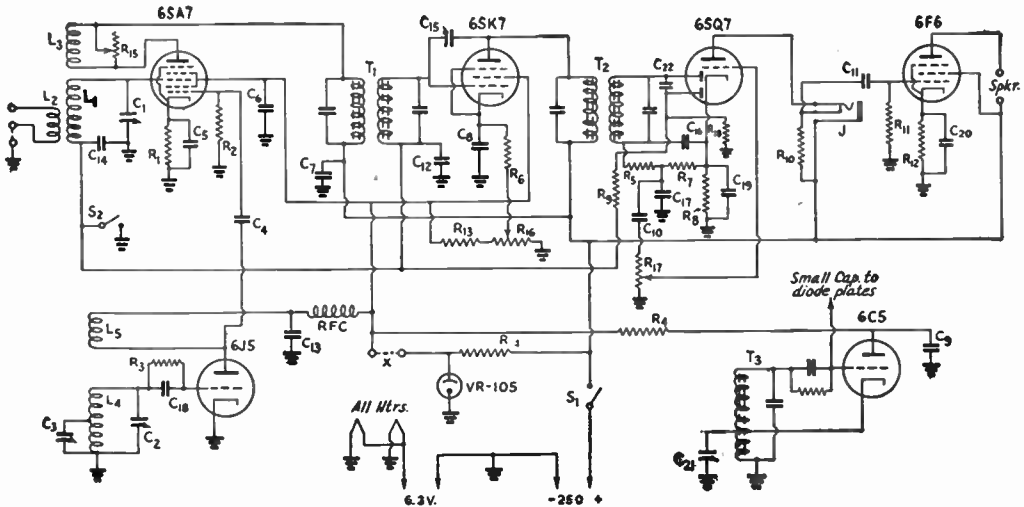 6SA7
6SK7
6SQ7
6F6
L3
R15
C15
L2
L1
C1
C6
T1
T2
C22
C11
Spkr.
C14
R1
C5
R2
C7
C12
C8
R6
C16
R18
R10
J
R11
R12
C20
S2
C4
R13
R16
R9
R5
R7
C17
C10
R8
C19
R17
Small Cap. to
diode plates
L5
RFC
C13
6J5
R4
6C5
C9
R3
X
T3
L4
C18
VR-105
S1
C3
C2
All Htrs.
C21
6.3V.
-250 +